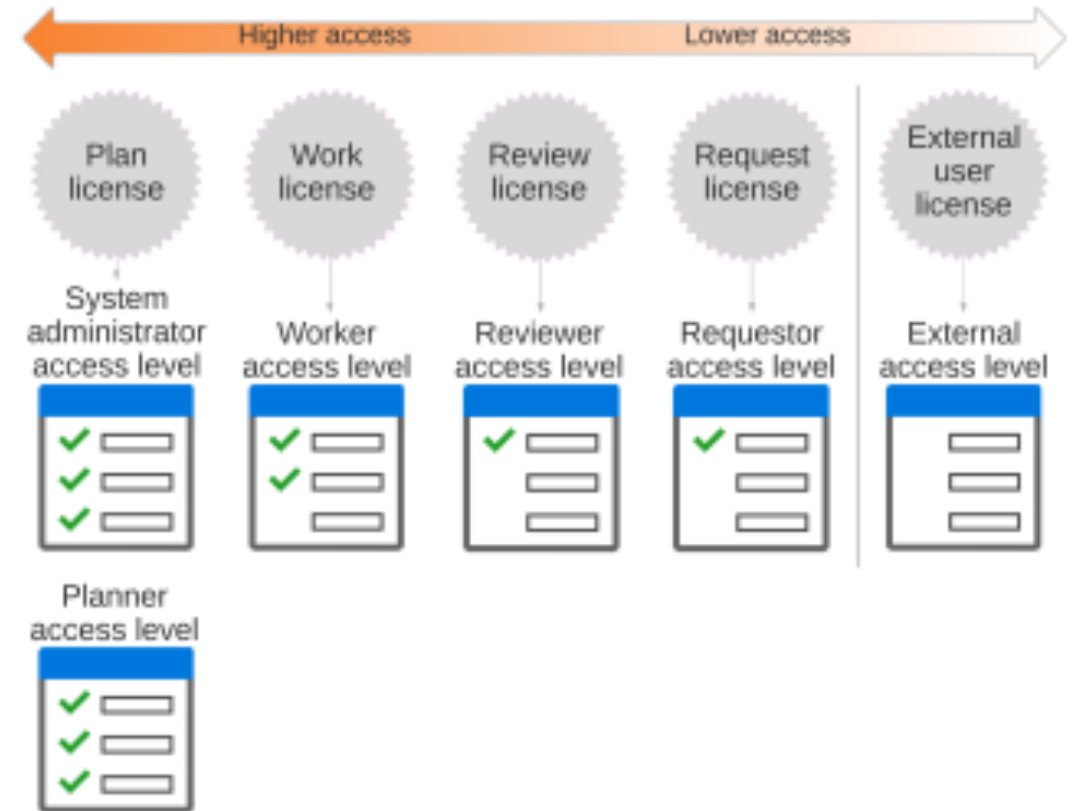 Higher access
Lower access
Plan
license
Work
license
Review
license
Request
license
External
user
license
System
administrator
access level
Worker
access level
Reviewer
access level
Requestor
access level
External
access level
Planner
access level